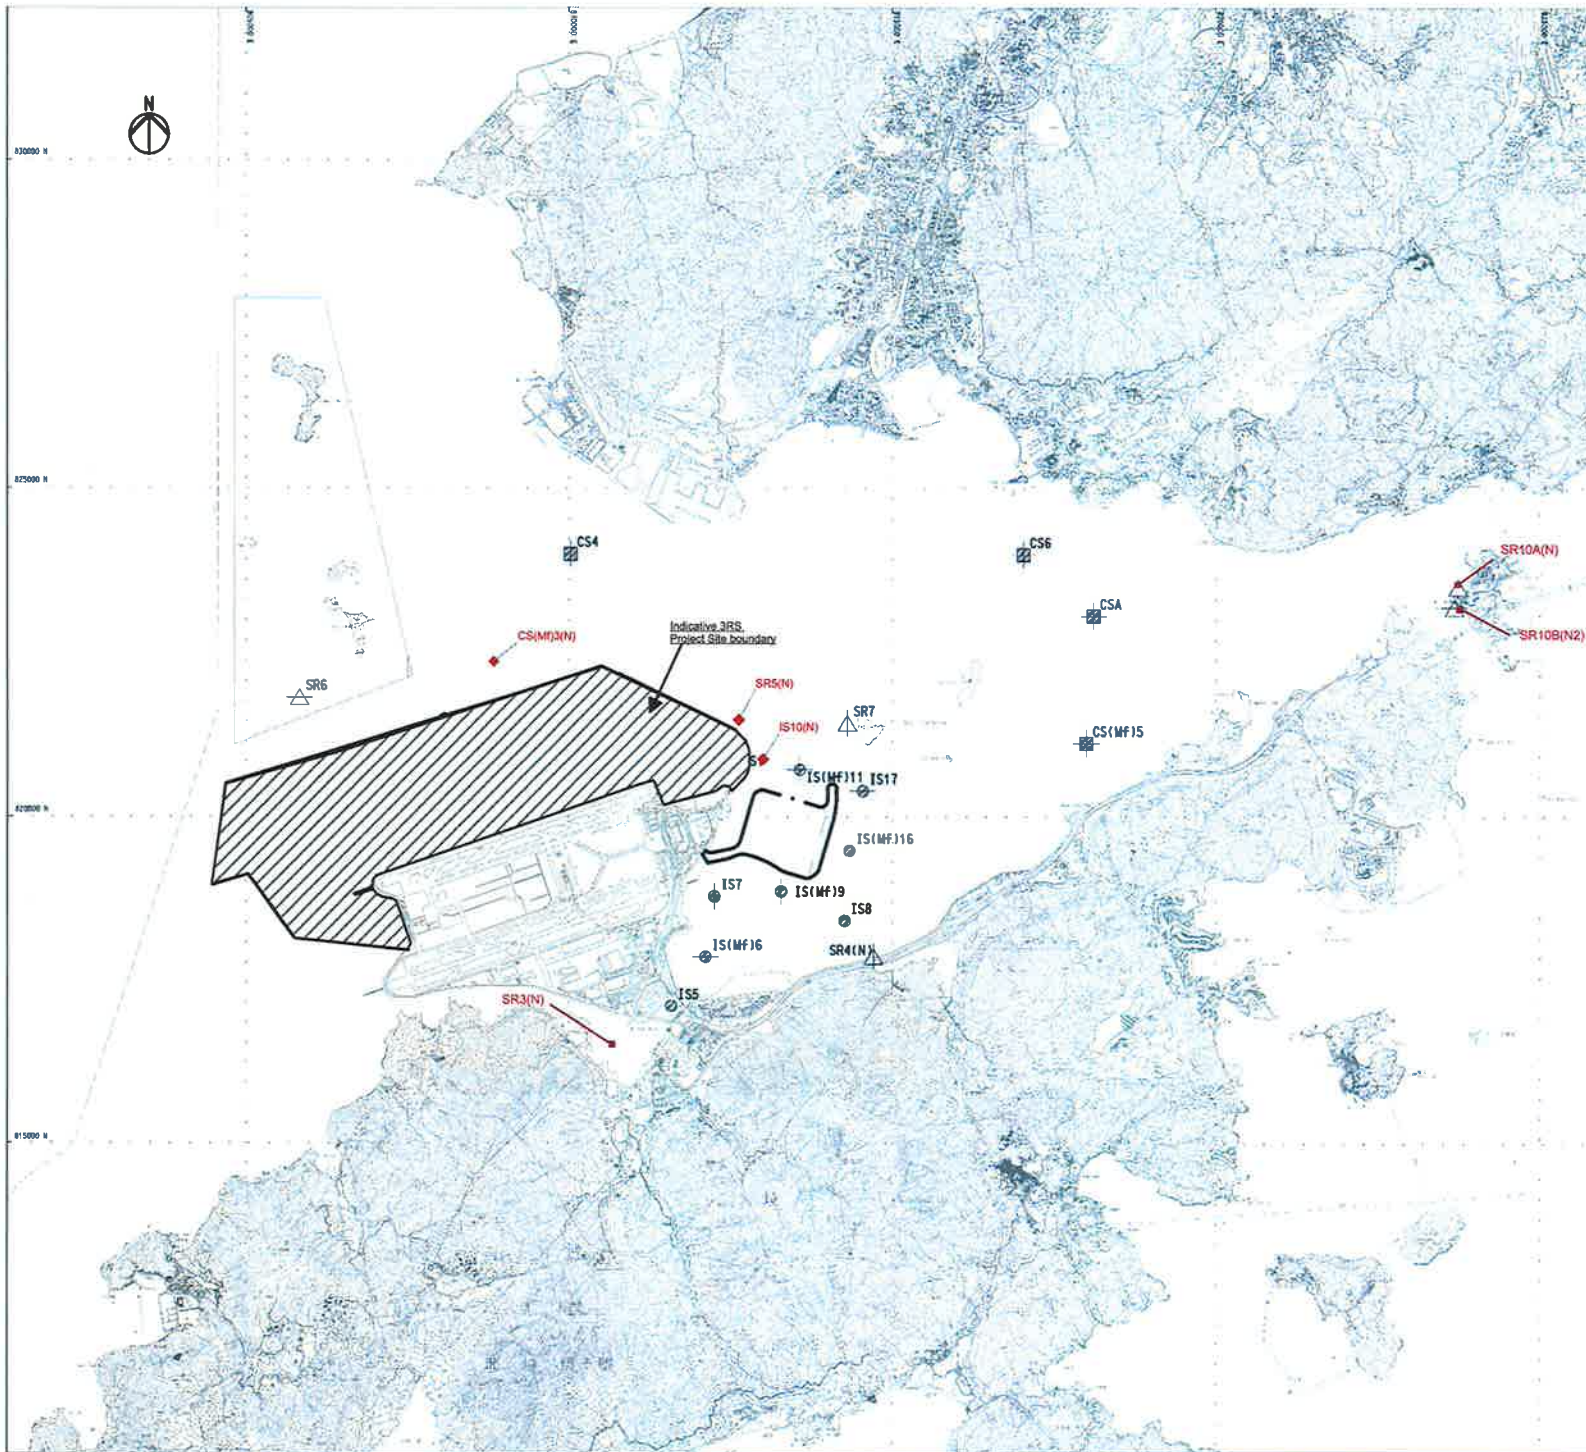 N
830000 N
825000 N
CS4
CS6
SR10A(N)
CSA
Indicative 3RS
Project Site boundary
CS(Mf)3(N)
SR10B(N2)
SR6
SR5(N)
SR7
IS10(N)
CS(Mf)5
IS(Mf)11
IS17
820000 N
IS(Mf)16
IS7
IS(Mf)9
IS8
IS(Mf)6
SR4(N)
SR3(N)
IS5
815000 N